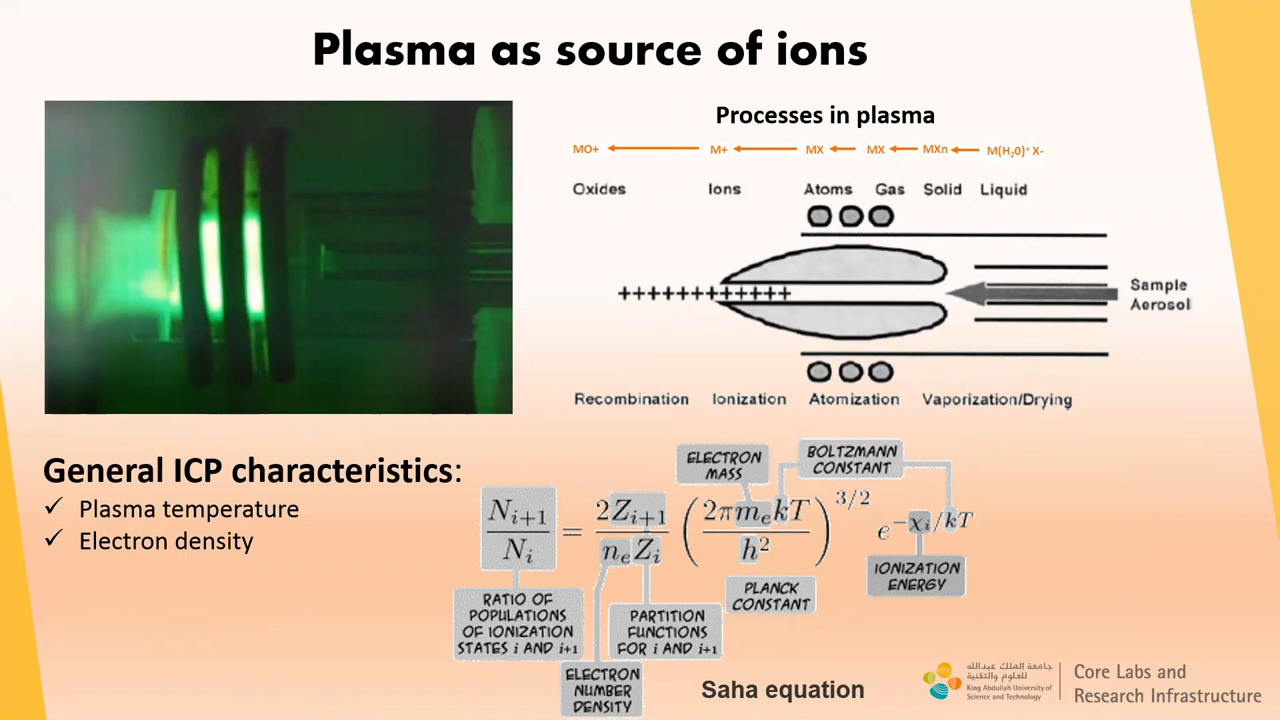 Plasma as source of ions
Processes in plasma
MO+ M+ MX MX MXn M(H₂0)⁺ X-
Oxides Ions Atoms Gas Solid Liquid
+++++++++++++
Sample
Aerosol
Recombination Ionization Atomization Vaporization/Drying
General ICP characteristics:
✓ Plasma temperature
✓ Electron density
ELECTRON
MASS
BOLTZMANN
CONSTANT
N_{i+1}/N_i = 2Z_{i+1}/n_e Z_i (2πm_e kT/h²)^{3/2} e^{-χ_i/kT}
IONIZATION
ENERGY
PLANCK
CONSTANT
RATIO OF
POPULATIONS
OF IONIZATION
STATES i AND i+1
PARTITION
FUNCTIONS
FOR i AND i+1
ELECTRON
NUMBER
DENSITY
Saha equation
جامعة الملك عبدالله
للعلوم والتقنية
King Abdullah University of
Science and Technology
Core Labs and
Research Infrastructure